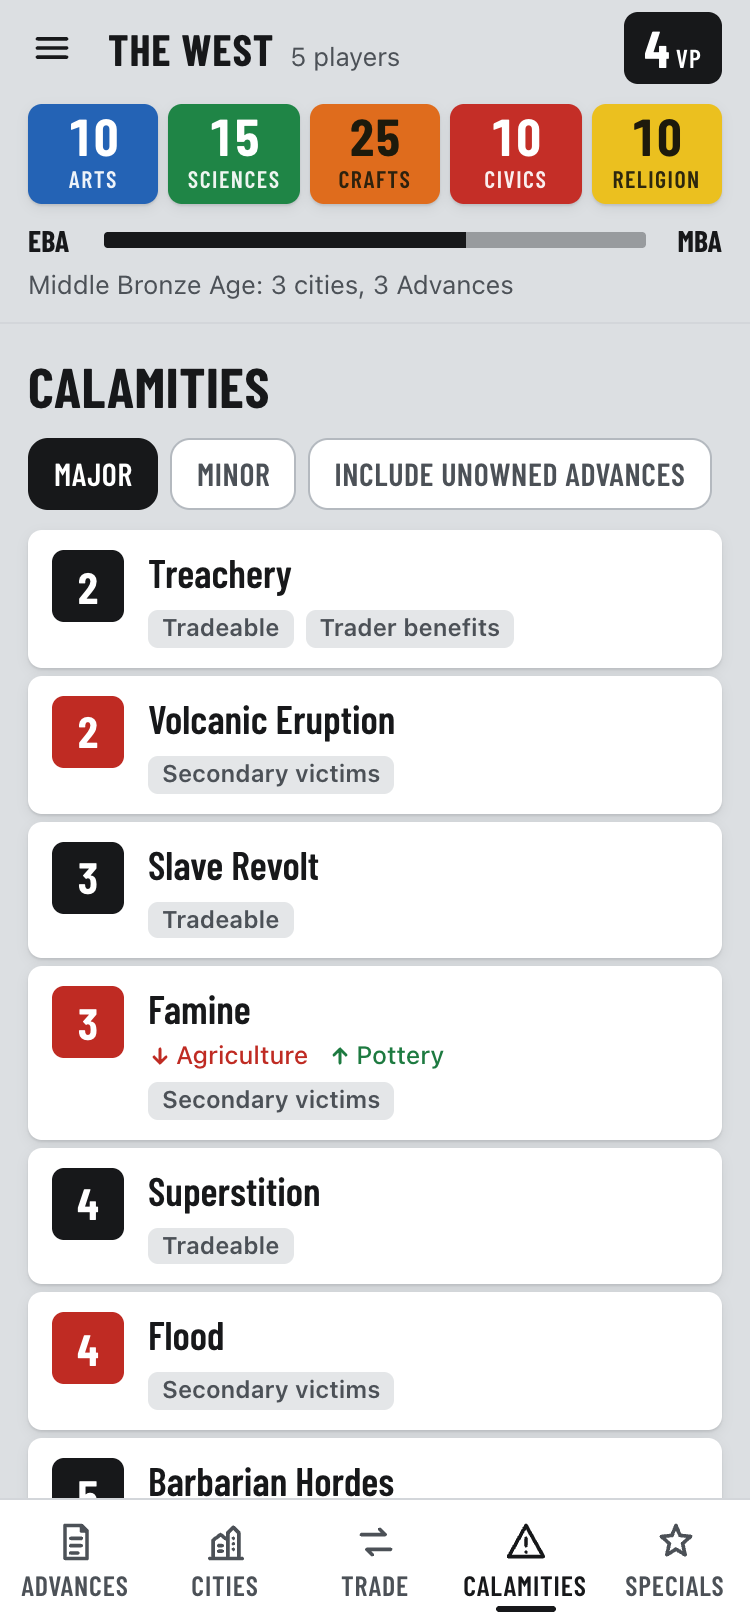 THE WEST 5 players
4 VP
10 15 25 10 10
ARTS SCIENCES CRAFTS CIVICS RELIGION
EBA MBA
Middle Bronze Age: 3 cities, 3 Advances
CALAMITIES
MAJOR MINOR INCLUDE UNOWNED ADVANCES
2 Treachery
Tradeable Trader benefits
2 Volcanic Eruption
Secondary victims
3 Slave Revolt
Tradeable
3 Famine
↓ Agriculture ↑ Pottery
Secondary victims
4 Superstition
Tradeable
4 Flood
Secondary victims
5 Barbarian Hordes
ADVANCES CITIES TRADE CALAMITIES SPECIALS